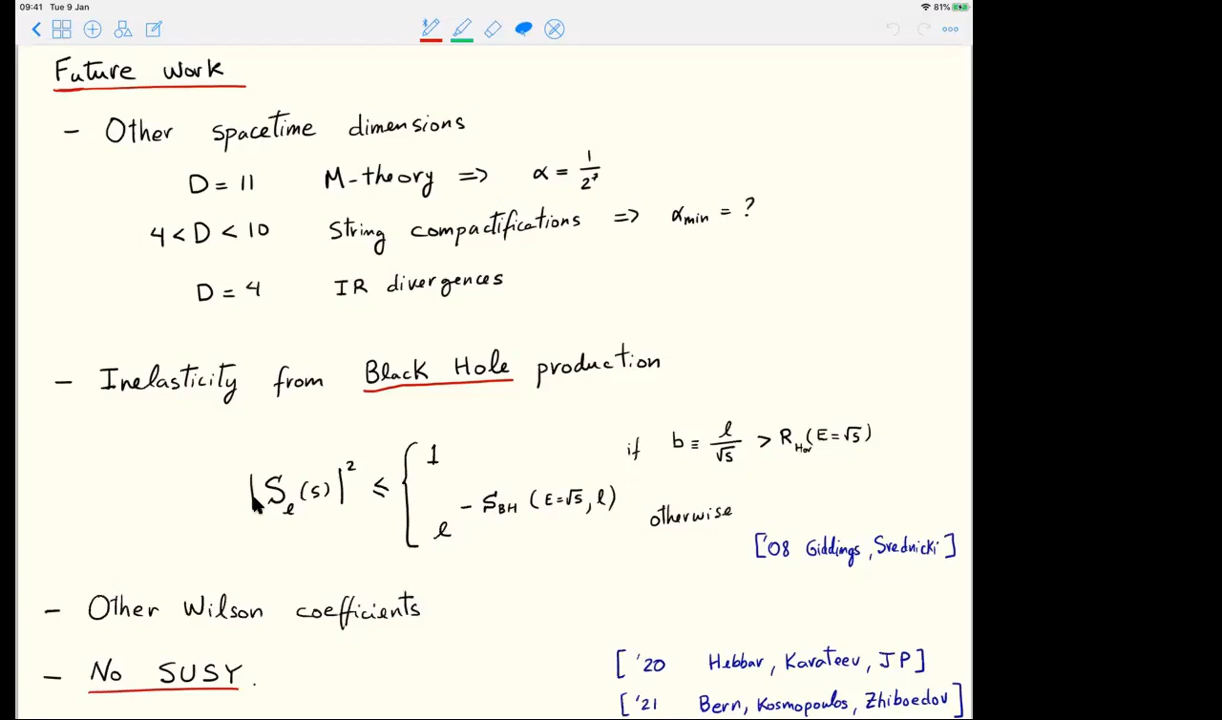 09:41 Tue 9 Jan 81%
Future work
- Other spacetime dimensions
D = 11 M-theory => α = 1/2⁷
4 < D < 10 String compactifications => α min = ?
D = 4 IR divergences
- Inelasticity from Black Hole production
|S_ℓ(s)|² ≤ { 1 if b ≡ ℓ/√s > R_Hor(E=√s)
e^{- S_BH (E=√s, ℓ)} otherwise
['08 Giddings, Srednicki]
- Other Wilson coefficients
- No SUSY.
['20 Hebbar, Karateev, JP]
['21 Bern, Kosmopoulos, Zhiboedov]